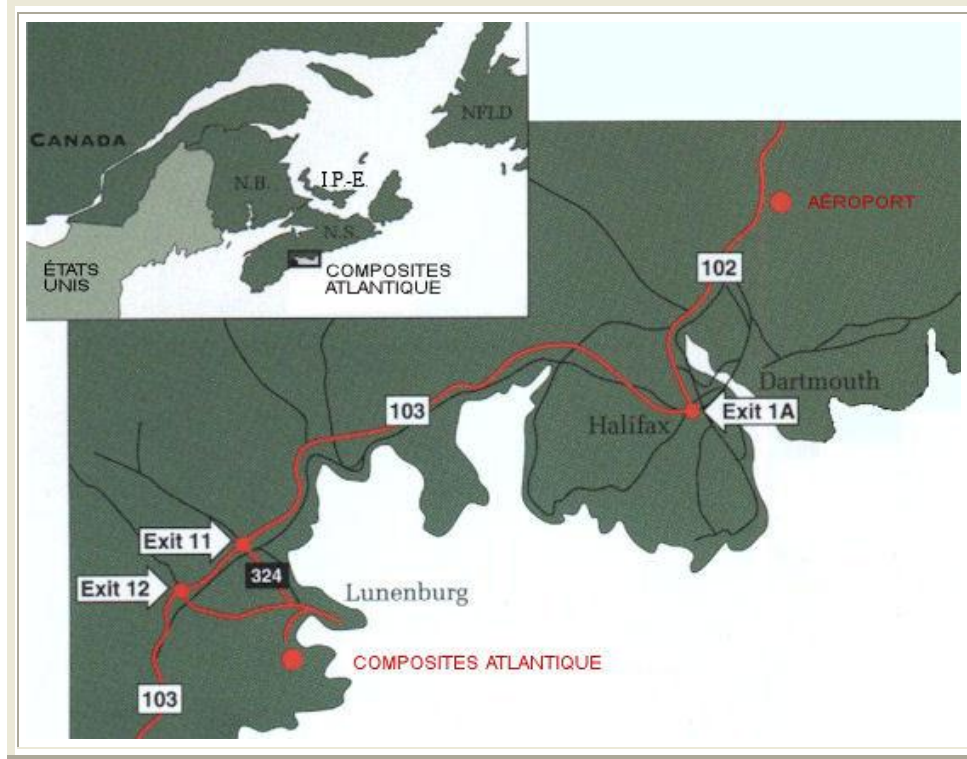 CANADA
NFLD
N.B.
I.P.-E.
N.S.
ÉTATS
UNIS
COMPOSITES
ATLANTIQUE
AÉROPORT
102
Dartmouth
103
Halifax
Exit 1A
Exit 11
324
Exit 12
Lunenburg
COMPOSITES ATLANTIQUE
103